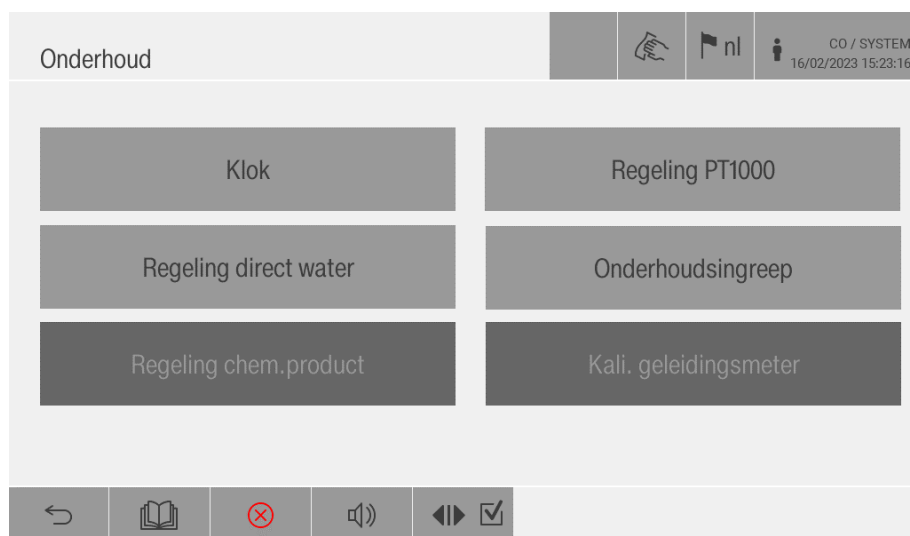 Onderhoud
nl
CO / SYSTEM
16/02/2023 15:23:16
Klok
Regeling PT1000
Regeling direct water
Onderhoudsingreep
Regeling chem.product
Kali. geleidingsmeter